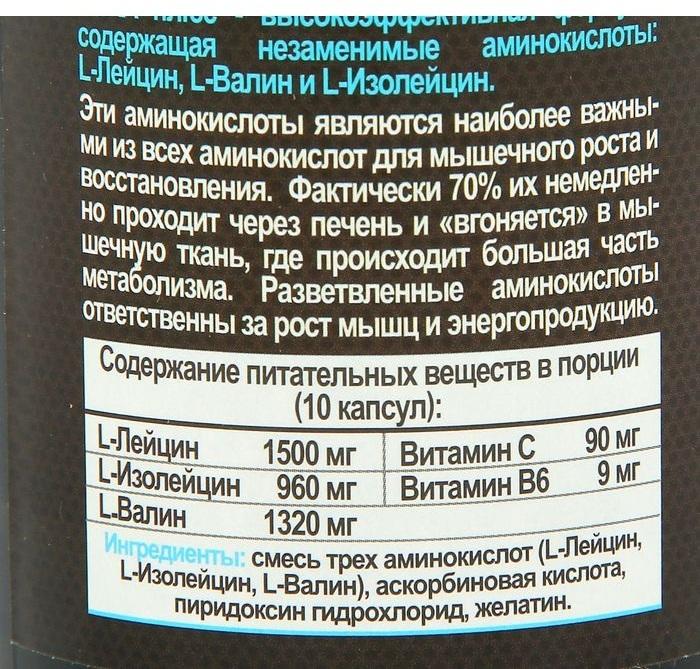 плюс - высокоэффективная
содержащая незаменимые аминокислоты:
L-Лейцин, L-Валин и L-Изолейцин.
Эти аминокислоты являются наиболее важны-
ми из всех аминокислот для мышечного роста и
восстановления. Фактически 70% их немедлен-
но проходит через печень и «вгоняется» в мы-
шечную ткань, где происходит большая часть
метаболизма. Разветвленные аминокислоты
ответственны за рост мышц и энергопродукцию.
Содержание питательных веществ в порции
(10 капсул):
L-Лейцин 1500 мг Витамин С 90 мг
L-Изолейцин 960 мг Витамин В6 9 мг
L-Валин 1320 мг
Ингредиенты: смесь трех аминокислот (L-Лейцин,
L-Изолейцин, L-Валин), аскорбиновая кислота,
пиридоксин гидрохлорид, желатин.